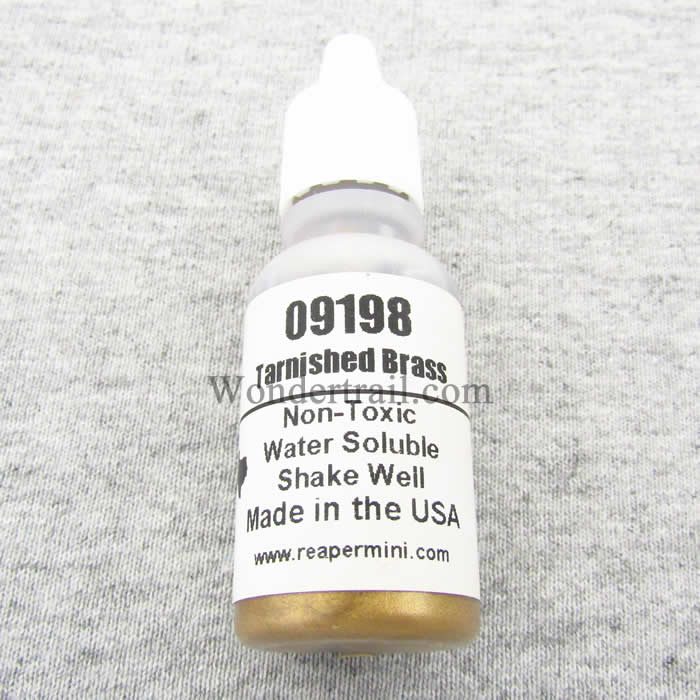 09198
Tarnished Brass
Wondertrail.com
Non-Toxic
Water Soluble
Shake Well
Made in the USA
www.reapermini.com